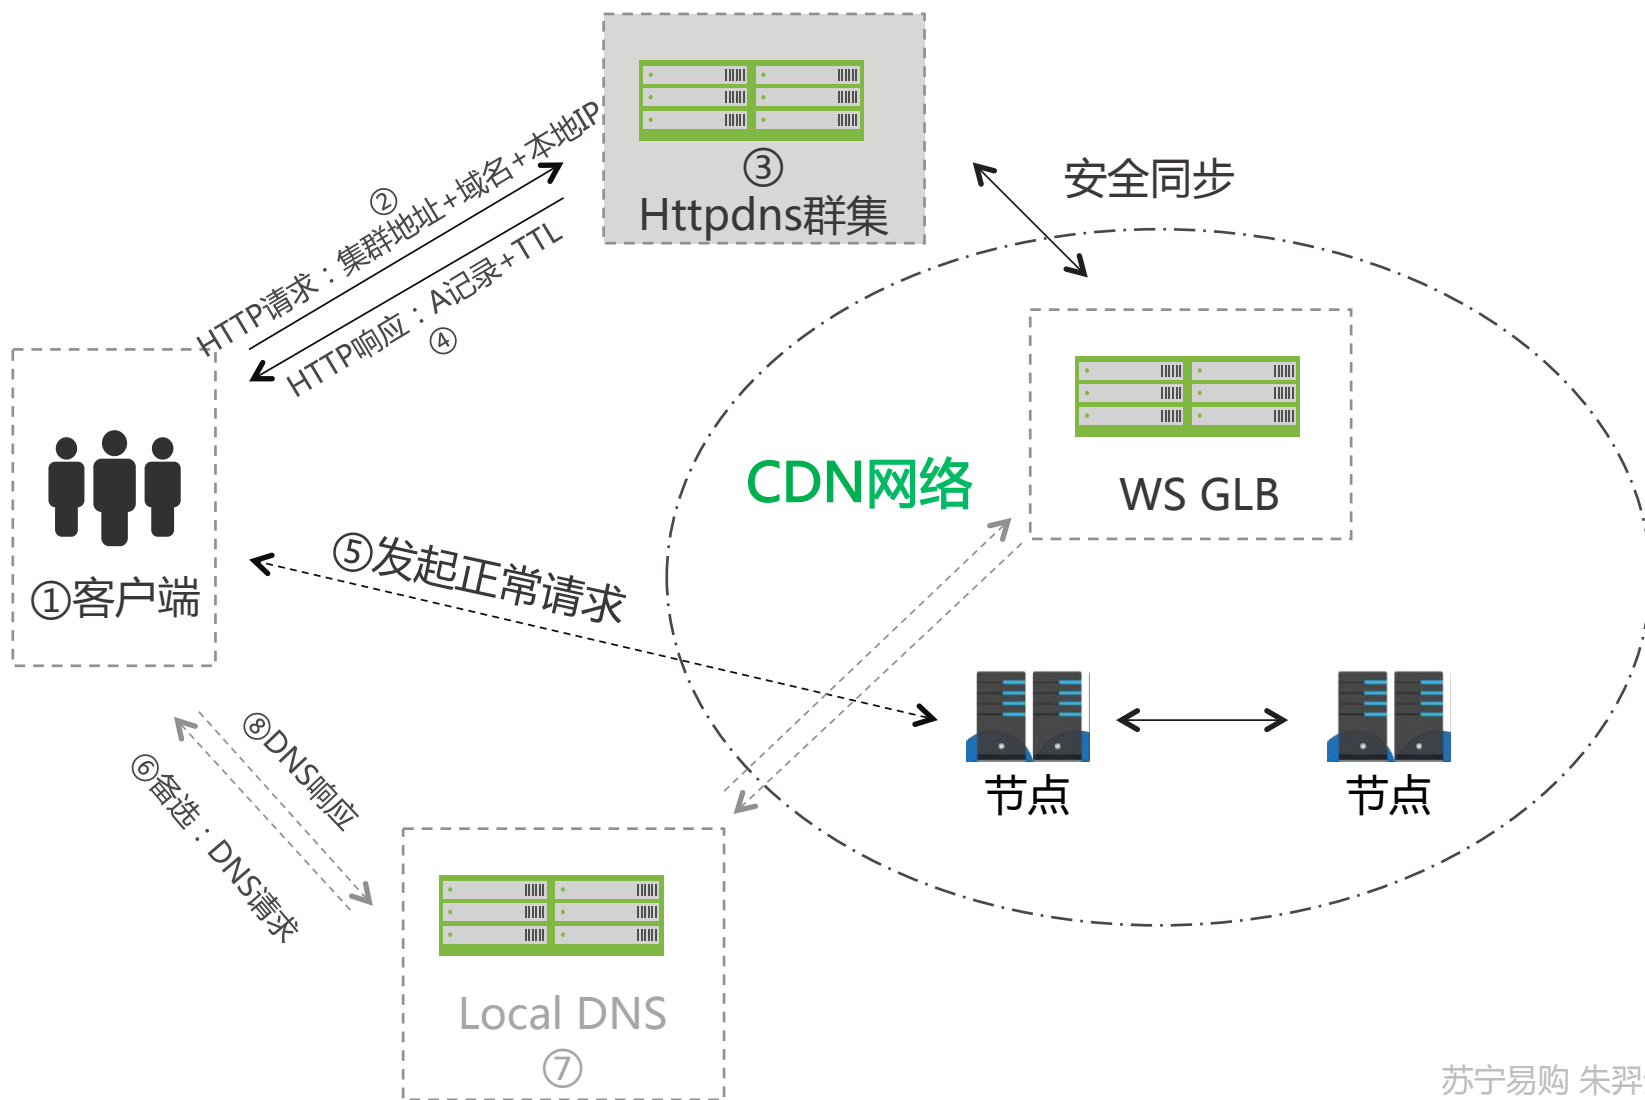 ③
Httpdns群集
安全同步
②
HTTP请求：集群地址+域名+本地IP
HTTP响应：A记录+TTL
④
CDN网络
WS GLB
⑤发起正常请求
①客户端
节点
节点
⑧DNS响应
⑥备选：DNS请求
Local DNS
⑦
苏宁易购 朱羿